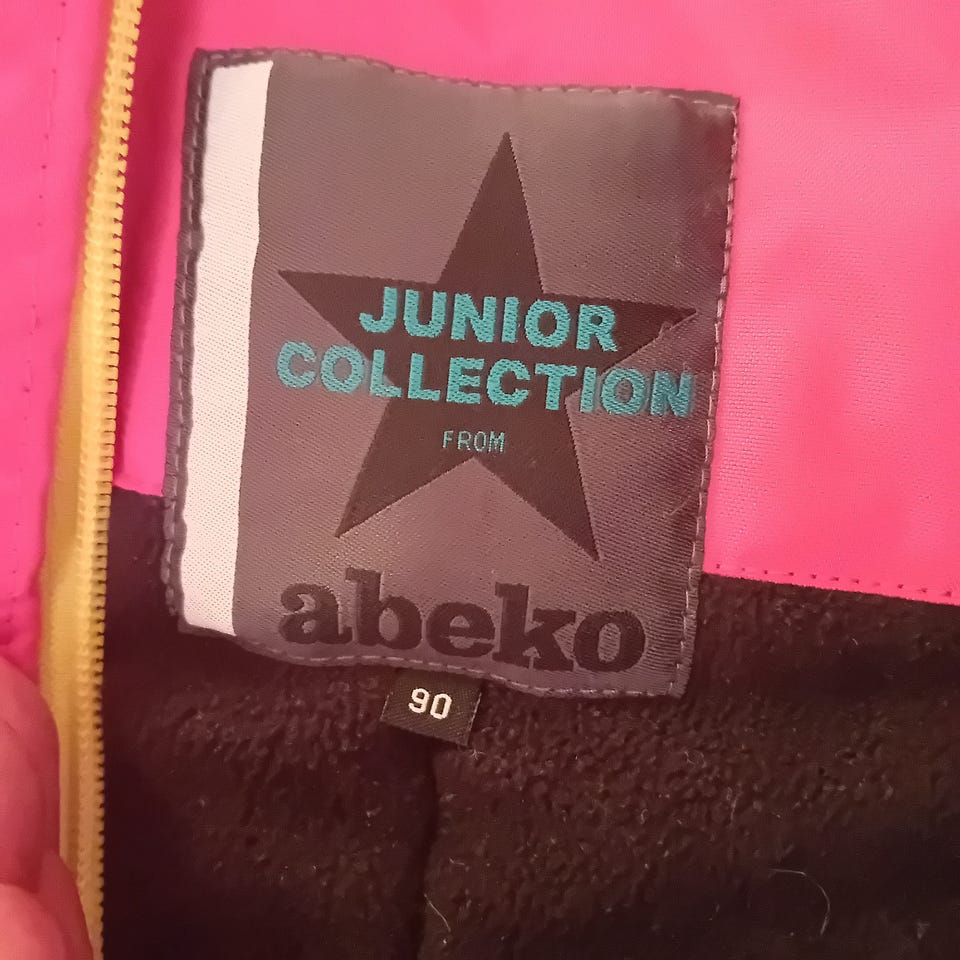 JUNIOR
COLLECTION
FROM
abeko
90